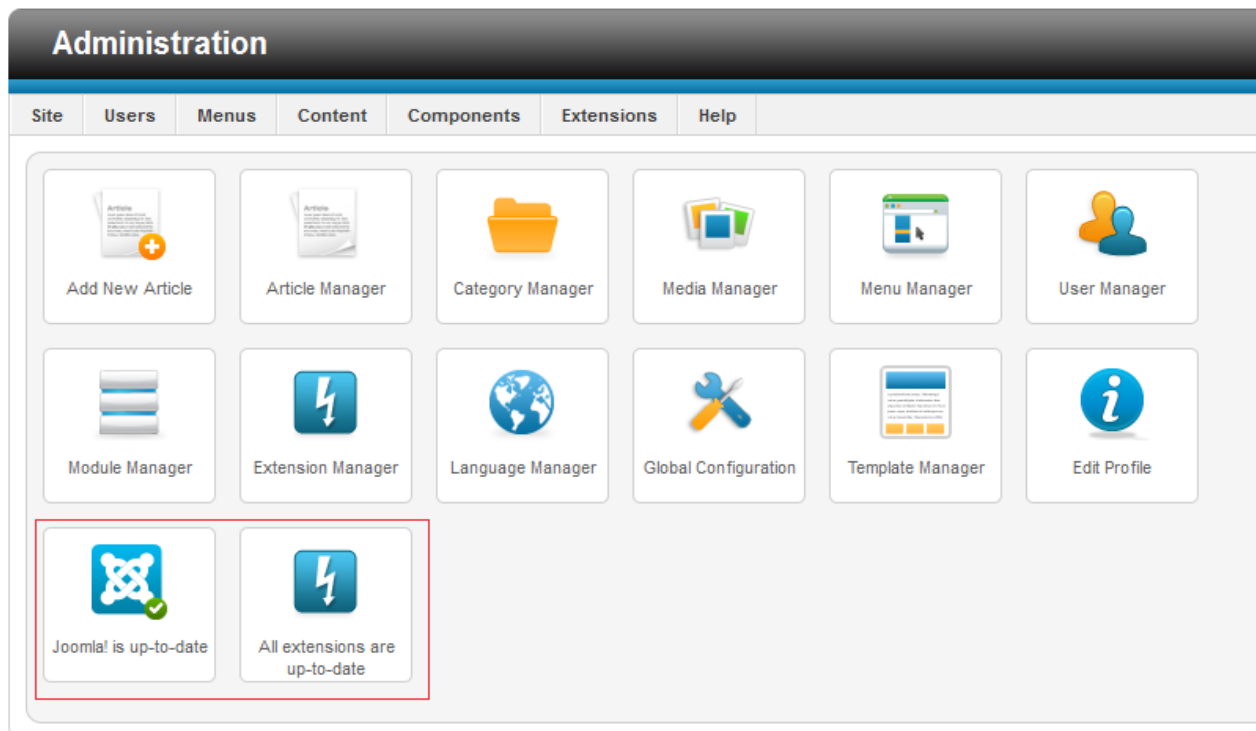 Administration
Site Users Menus Content Components Extensions Help
Article Article
Add New Article Article Manager Category Manager Media Manager Menu Manager User Manager
Module Manager Extension Manager Language Manager Global Configuration Template Manager Edit Profile
Joomla! is up-to-date All extensions are
up-to-date